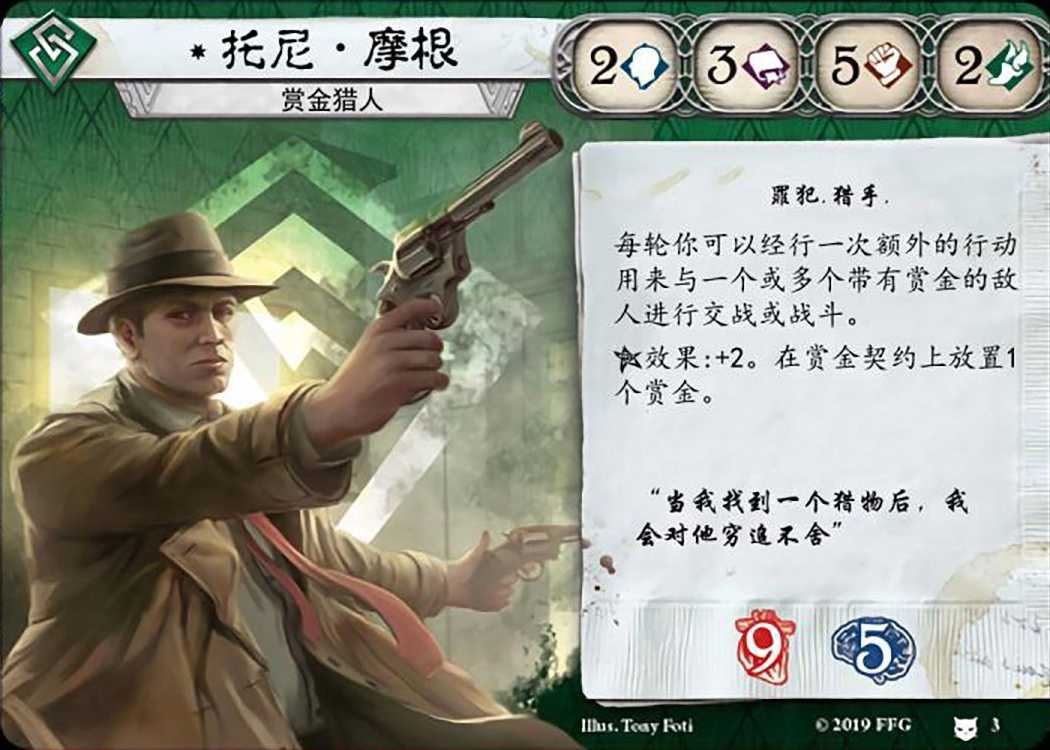 托尼·摩根
赏金猎人
2 3 5 2
罪犯.猎手.
每轮你可以经行一次额外的行动
用来与一个或多个带有赏金的敌
人进行交战或战斗。
效果:+2。在赏金契约上放置1
个赏金。
“当我找到一个猎物后，我
会对他穷追不舍”
9 5
Illus. Tony Foti
© 2019 FFG
3